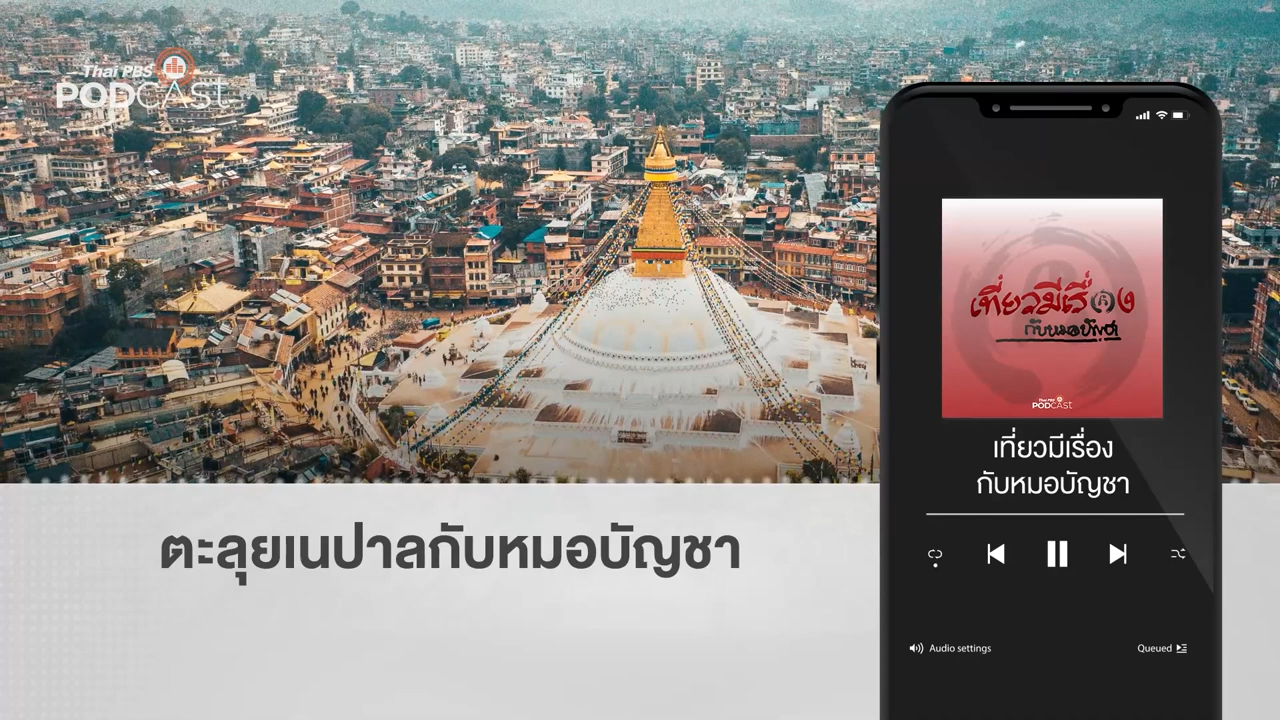 Thai PBS
PODCAST
เที่ยวมีเรื่อง
กับหมอบัญชา
Thai PBS
PODCAST
เที่ยวมีเรื่อง
กับหมอบัญชา
ตะลุยเนปาลกับหมอบัญชา
Audio settings
Queued